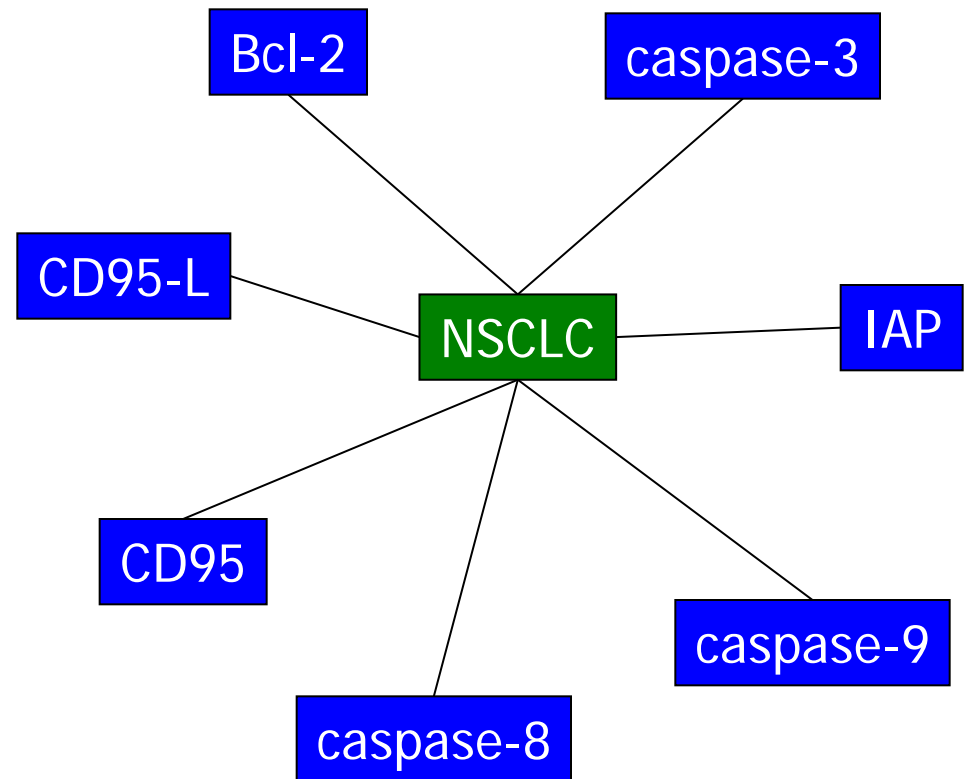 Bcl-2
caspase-3
CD95-L
NSCLC
IAP
CD95
caspase-9
caspase-8